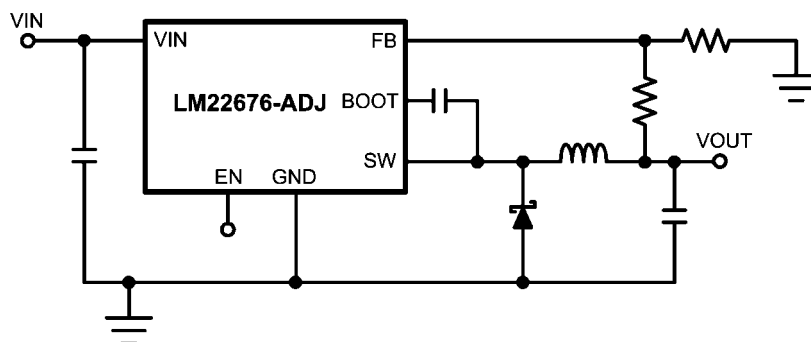 VIN
VIN
FB
LM22676-ADJ
BOOT
SW
VOUT
EN
GND